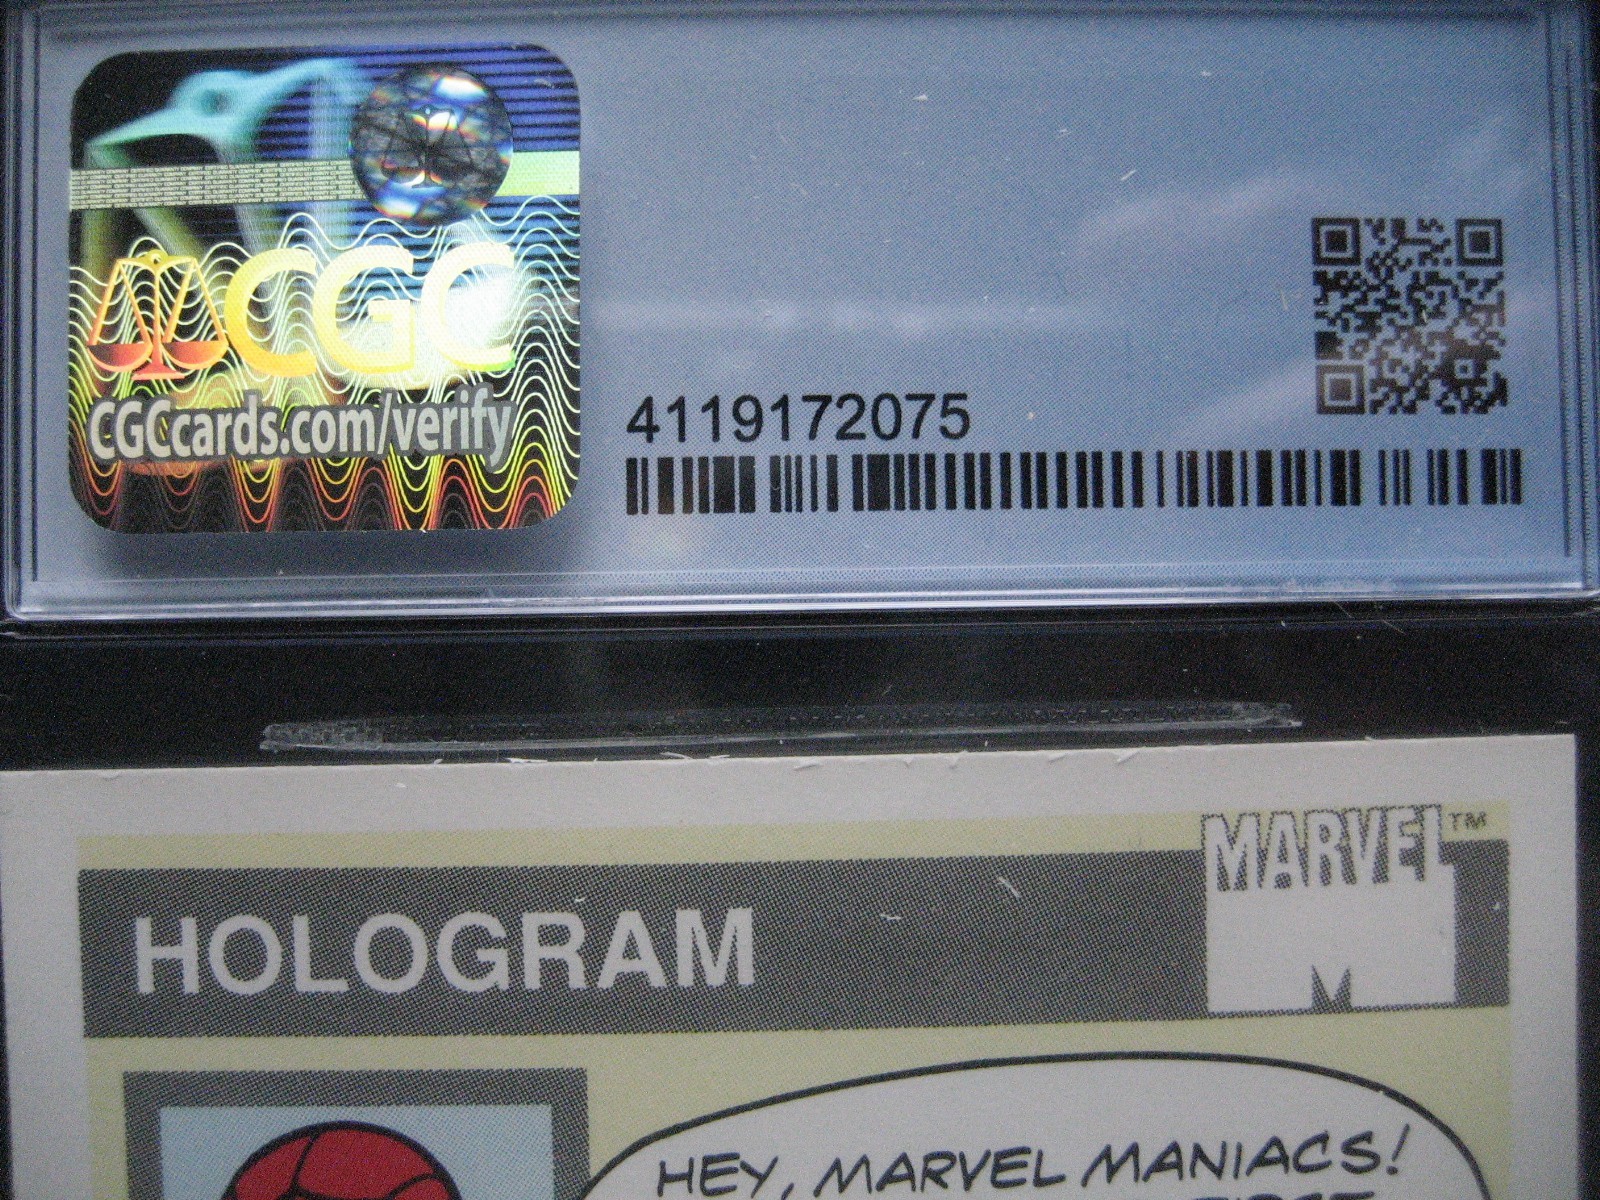 CGC
CGCcards.com/verify
4119172075
MARVEL™
HOLOGRAM
M
HEY, MARVEL MANIACS!